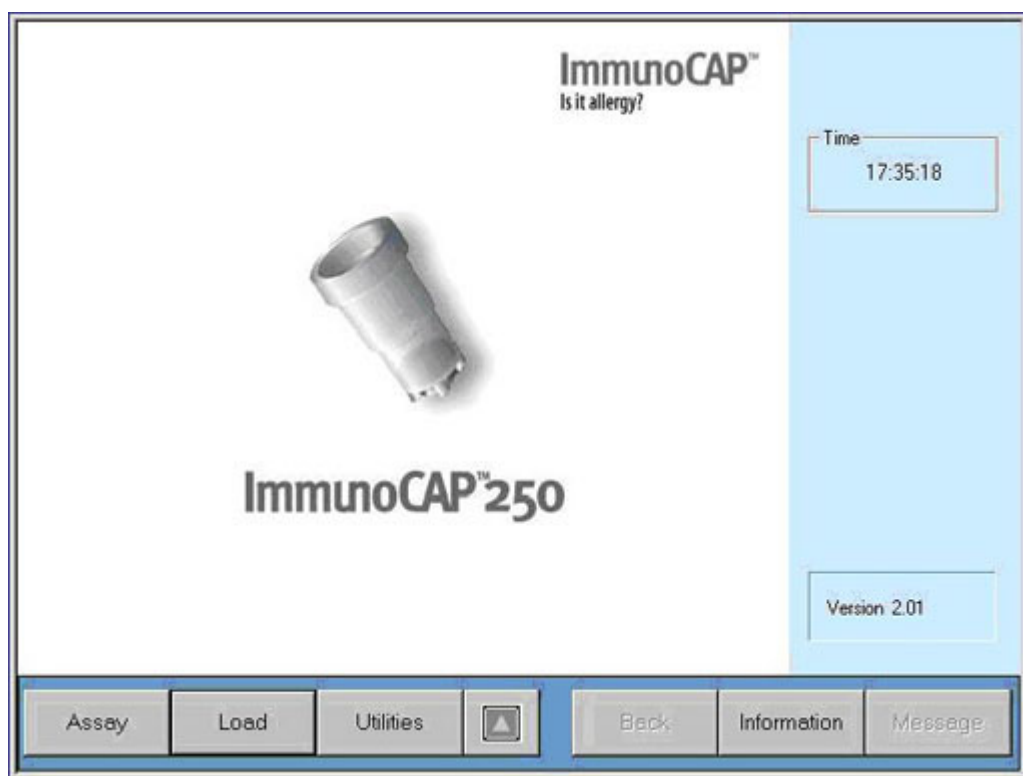 ImmunoCAP™
Is it allergy?
Time
17:35:18
ImmunoCAP™250
Version 2.01
Assay
Load
Utilities
Back
Information
Message